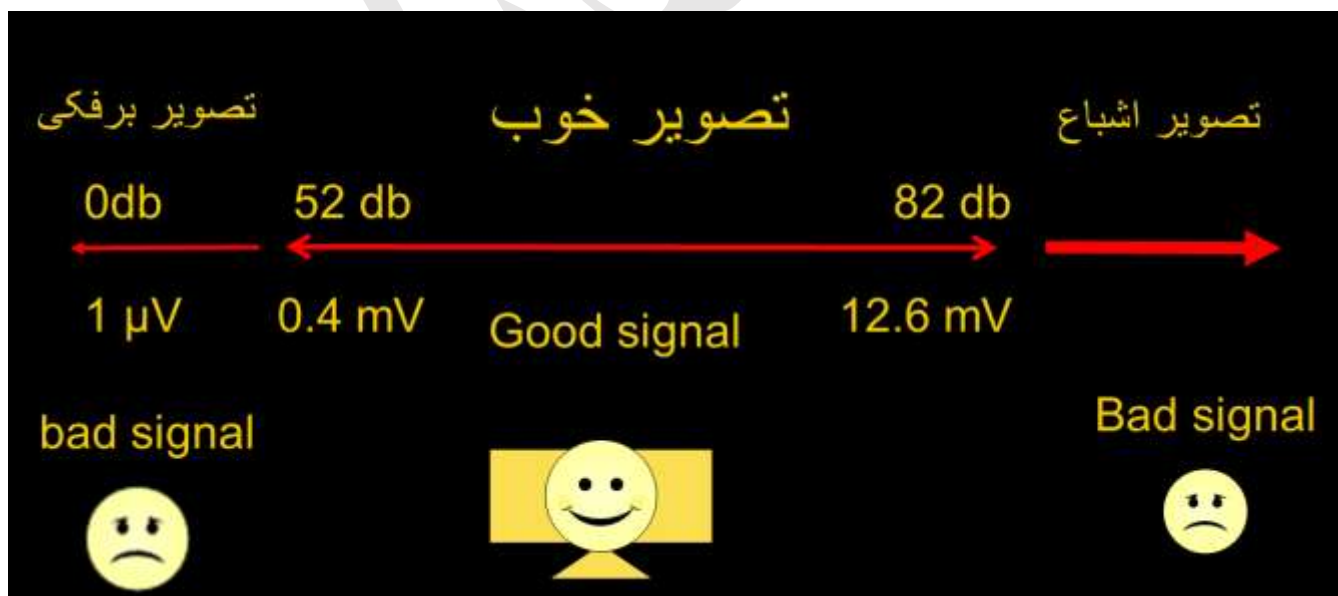 تصویر برفکی
تصویر خوب
تصویر اشباع
0db
52 db
82 db
1 µV
0.4 mV
Good signal
12.6 mV
bad signal
Bad signal